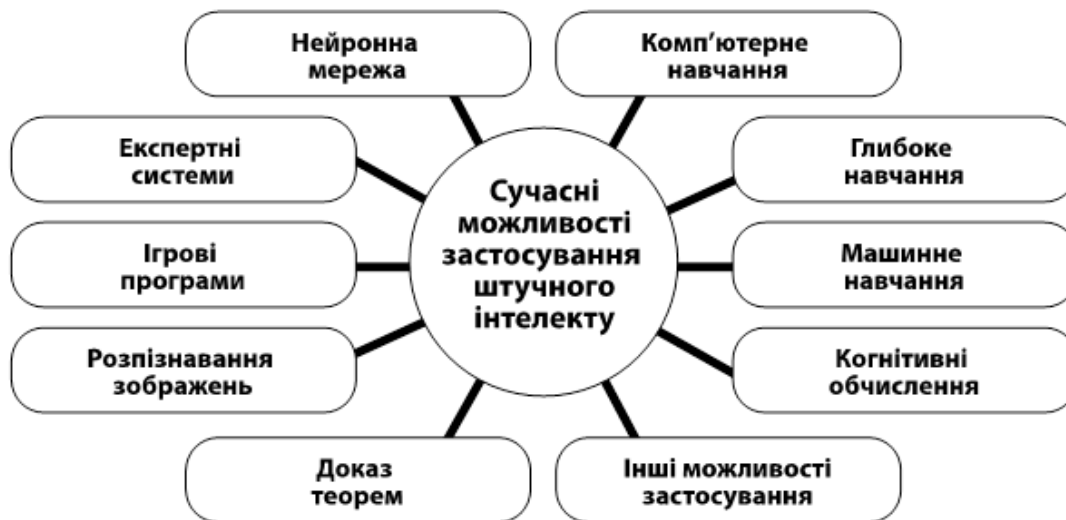 Нейронна
мережа
Комп’ютерне
навчання
Експертні
системи
Глибоке
навчання
Сучасні
можливості
застосування
штучного
інтелекту
Ігрові
програми
Машинне
навчання
Розпізнавання
зображень
Когнітивні
обчислення
Доказ
теорем
Інші можливості
застосування